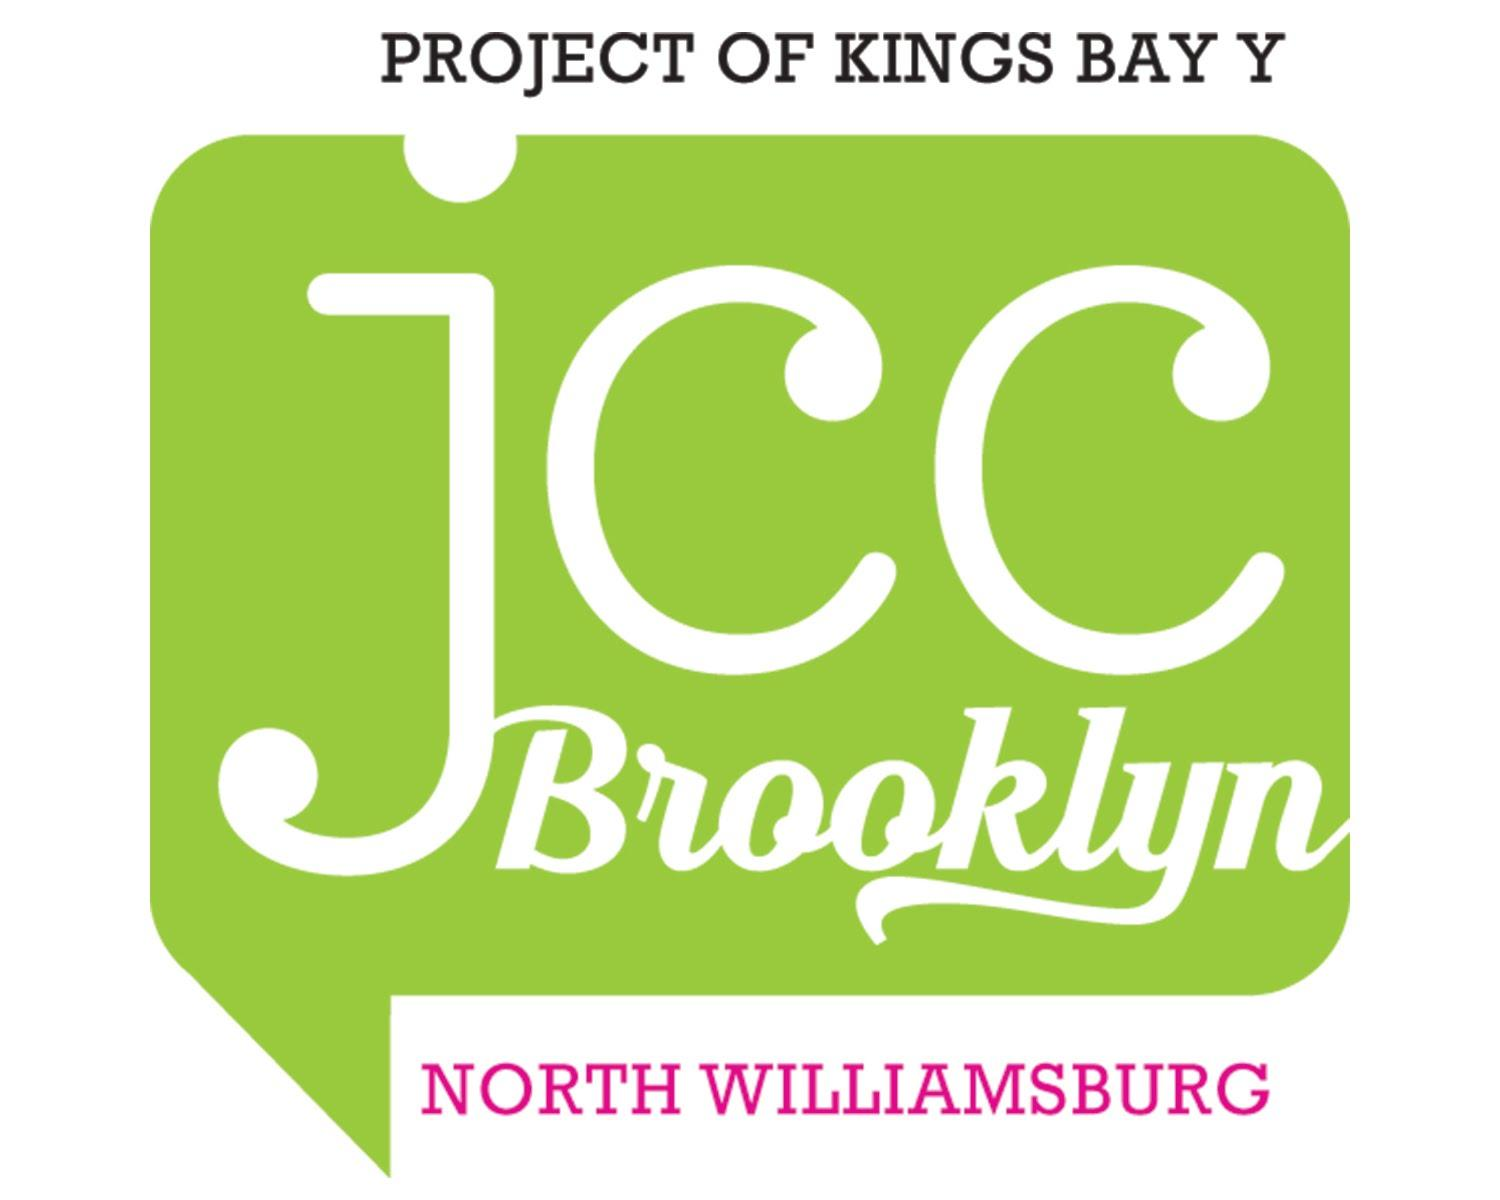 PROJECT OF KINGS BAY Y
jcc
Brooklyn
NORTH WILLIAMSBURG